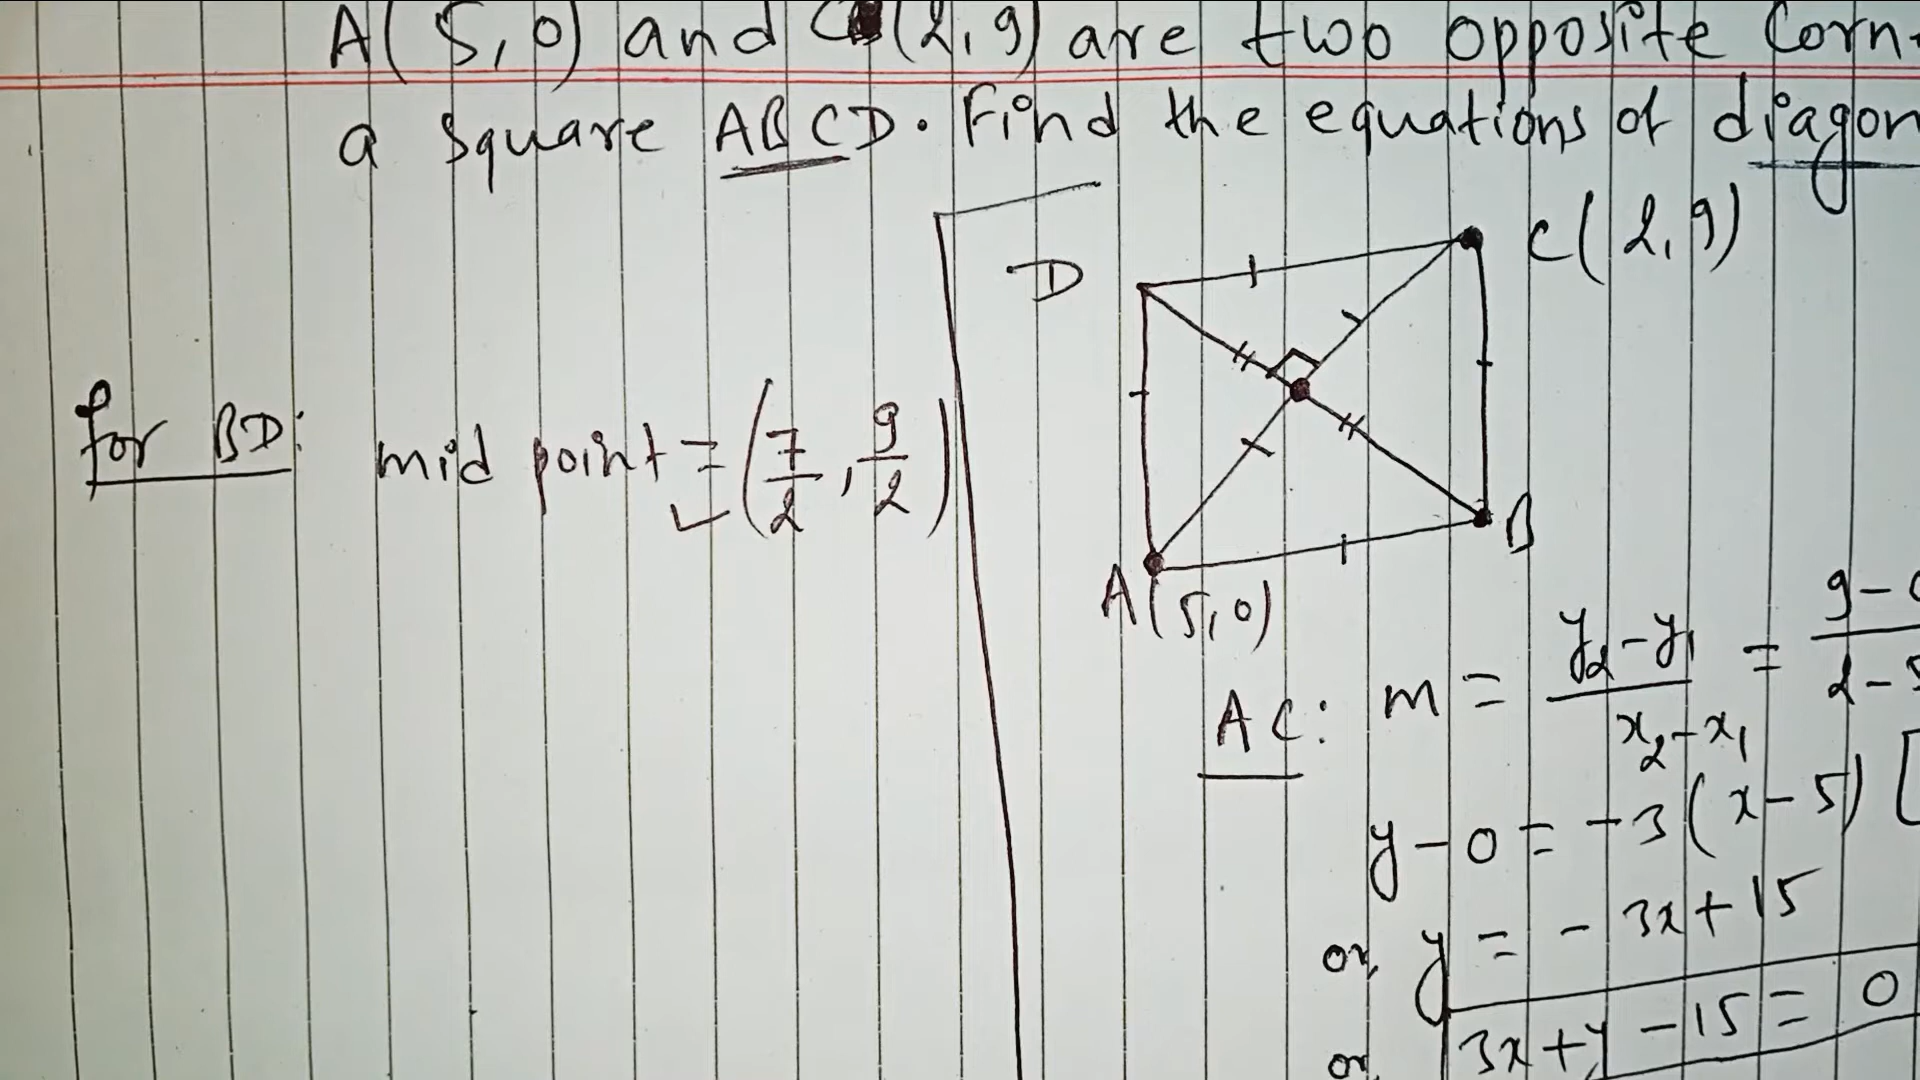 A(5,0) and C(2,9) are two opposite Corn
a square ABCD. Find the equations of diagon
D
C(2,9)
for BD: mid point = (7/2, 9/2)
B
A(5,0)
AC: m = (y₂-y₁)/(x₂-x₁) =
y-0 = -3(x-5) [
or y = -3x+15
or 3x+y-15=0